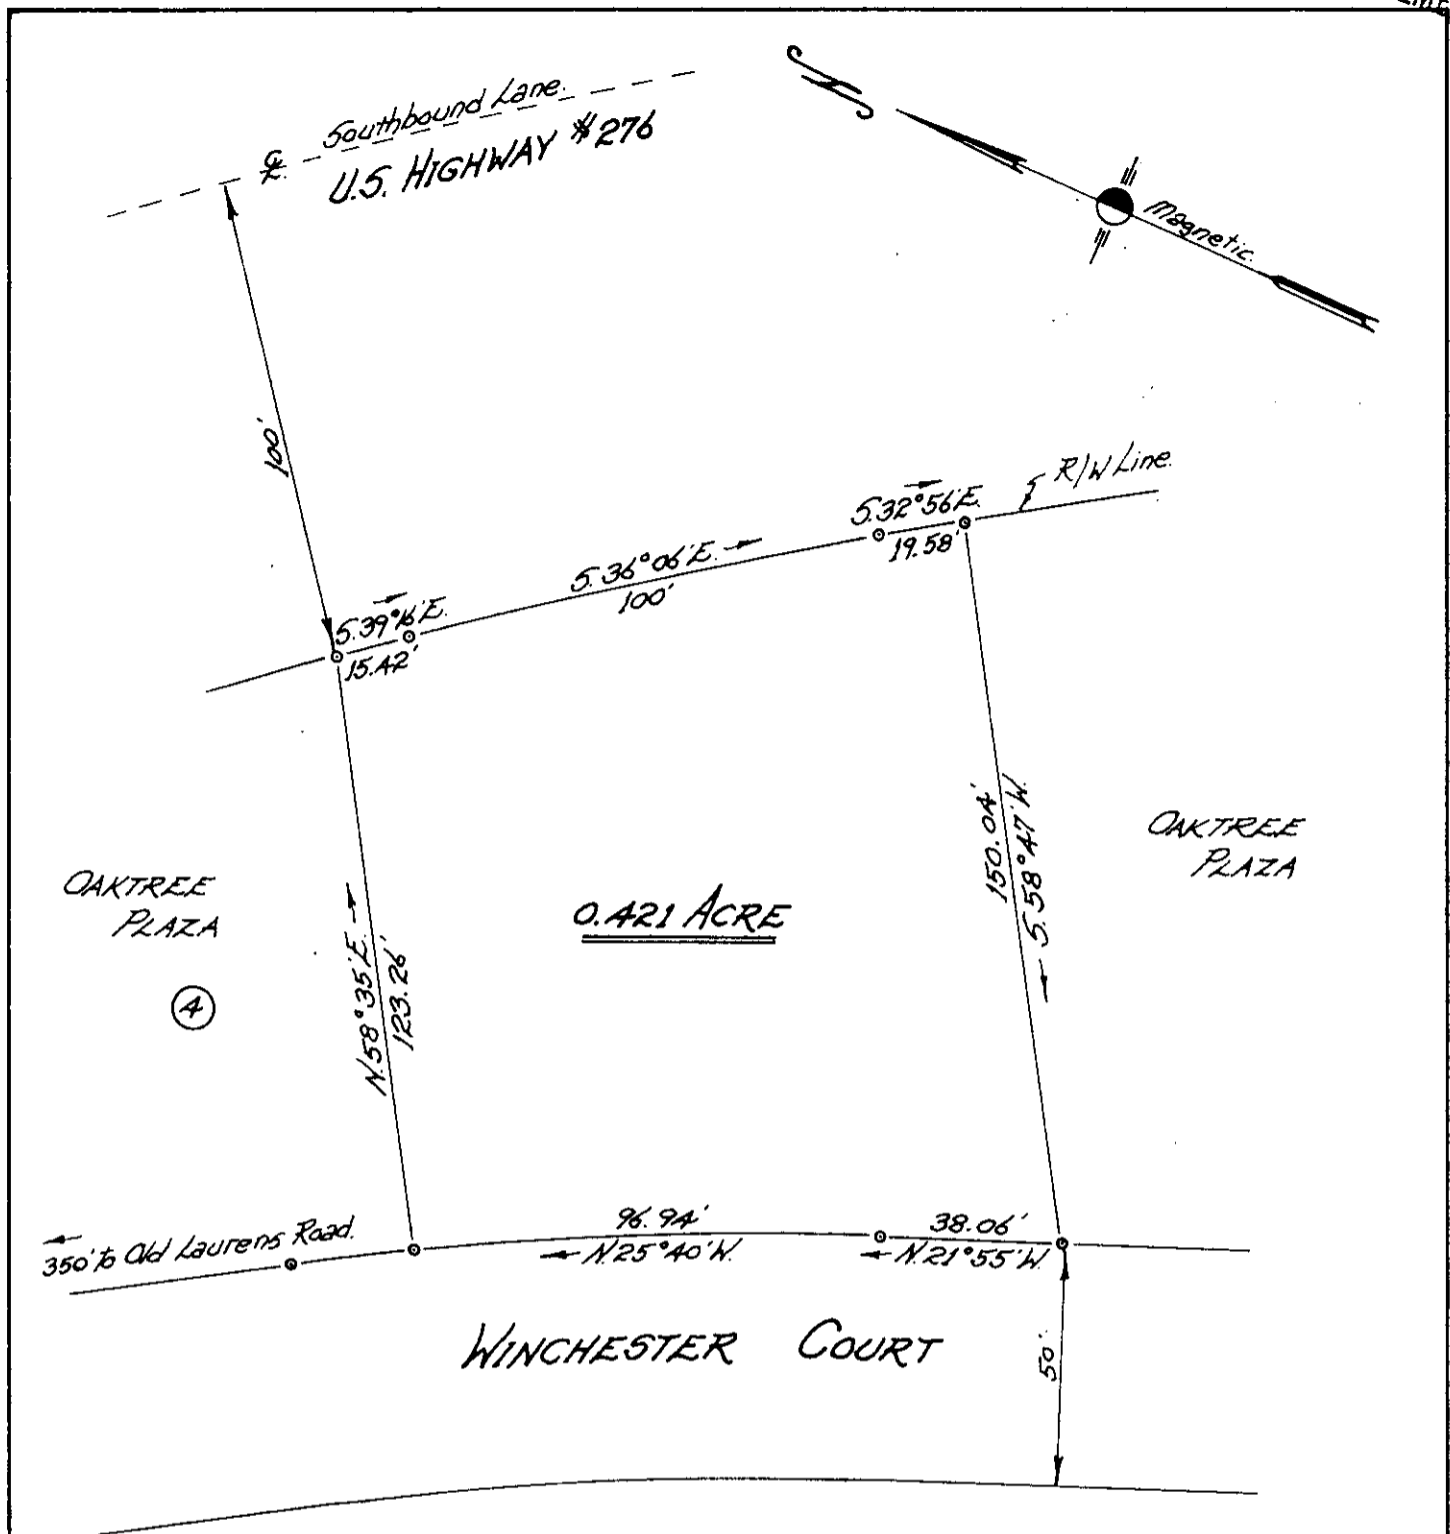 Southbound Lane.
U.S. HIGHWAY #276
Magnetic.
100'
R/W Line.
S.32°56'E.
19.58'
S.36°06'E.
100'
S.39°16'E.
15.42'
150.04'
S.58°47'W.
OAKTREE
PLAZA
OAKTREE
PLAZA
4
0.421 ACRE
N.58°35'E.
123.26'
350' to Old Laurens Road.
96.94'
N.25°40'W.
38.06'
N.21°55'W.
WINCHESTER COURT
50'